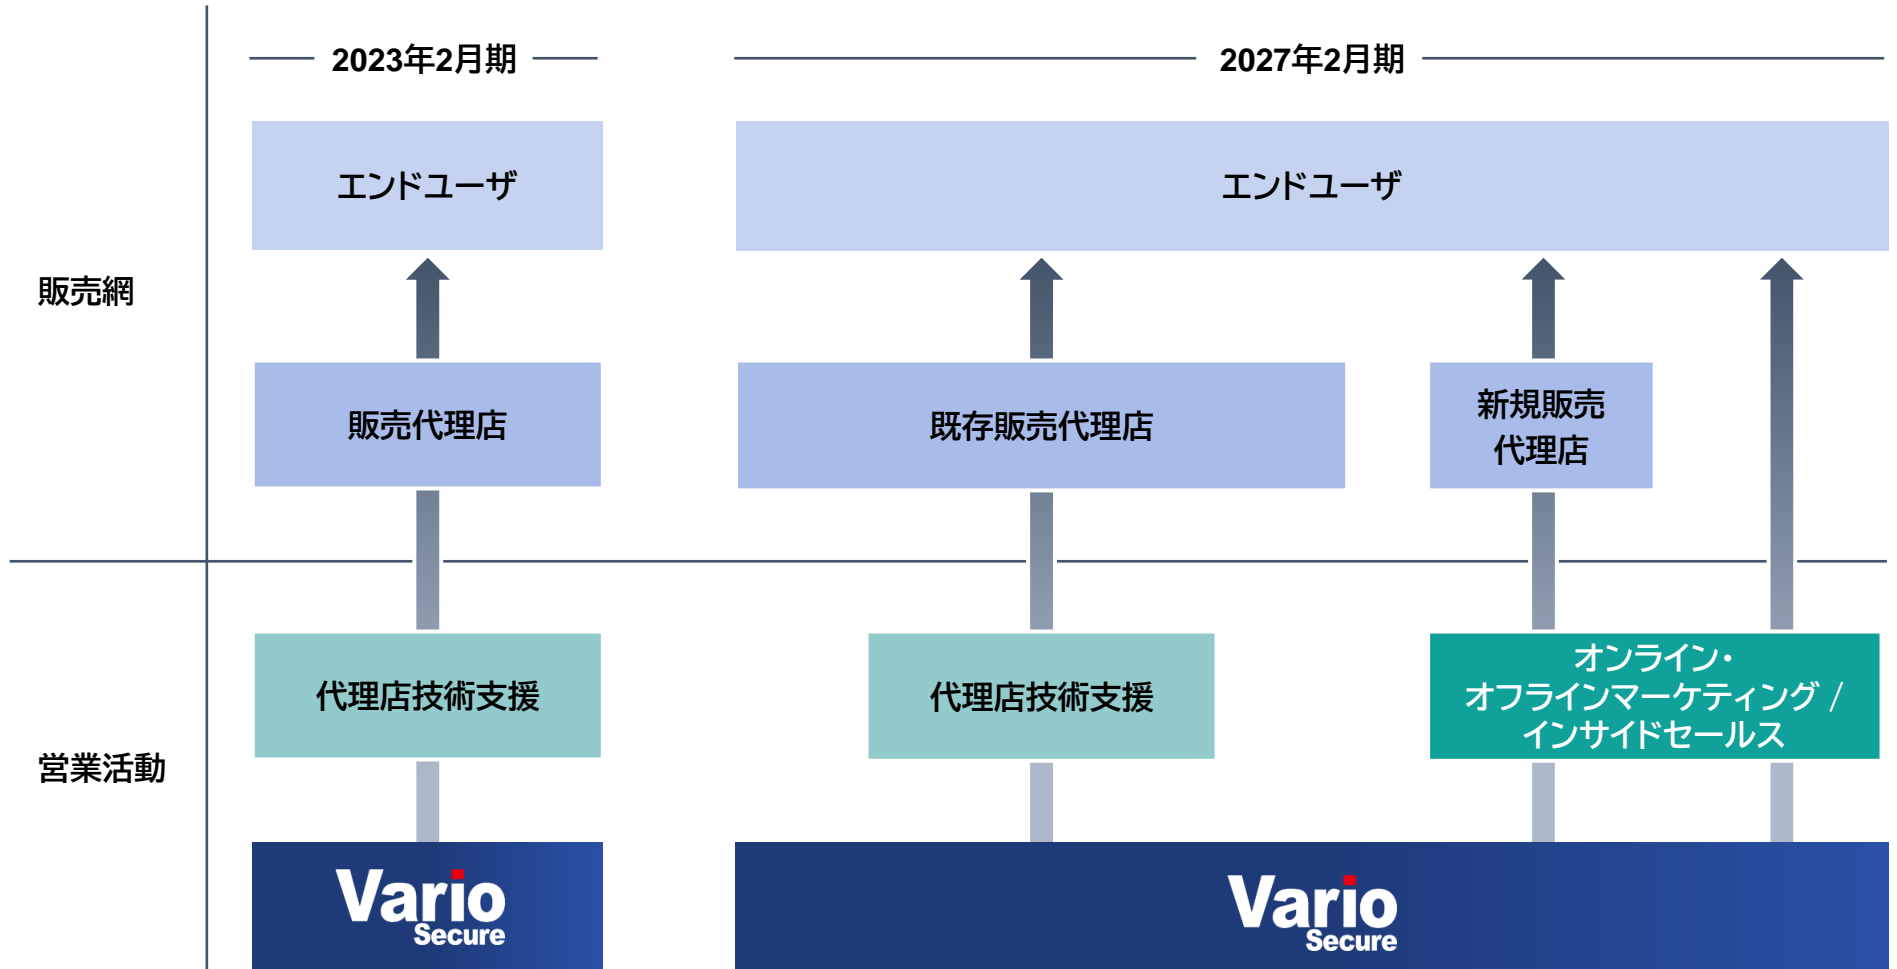 2023年2月期
2027年2月期
エンドユーザ
エンドユーザ
販売網
販売代理店
既存販売代理店
新規販売
代理店
代理店技術支援
代理店技術支援
オンライン・
オフラインマーケティング /
インサイドセールス
営業活動
Vario
Secure
Vario
Secure